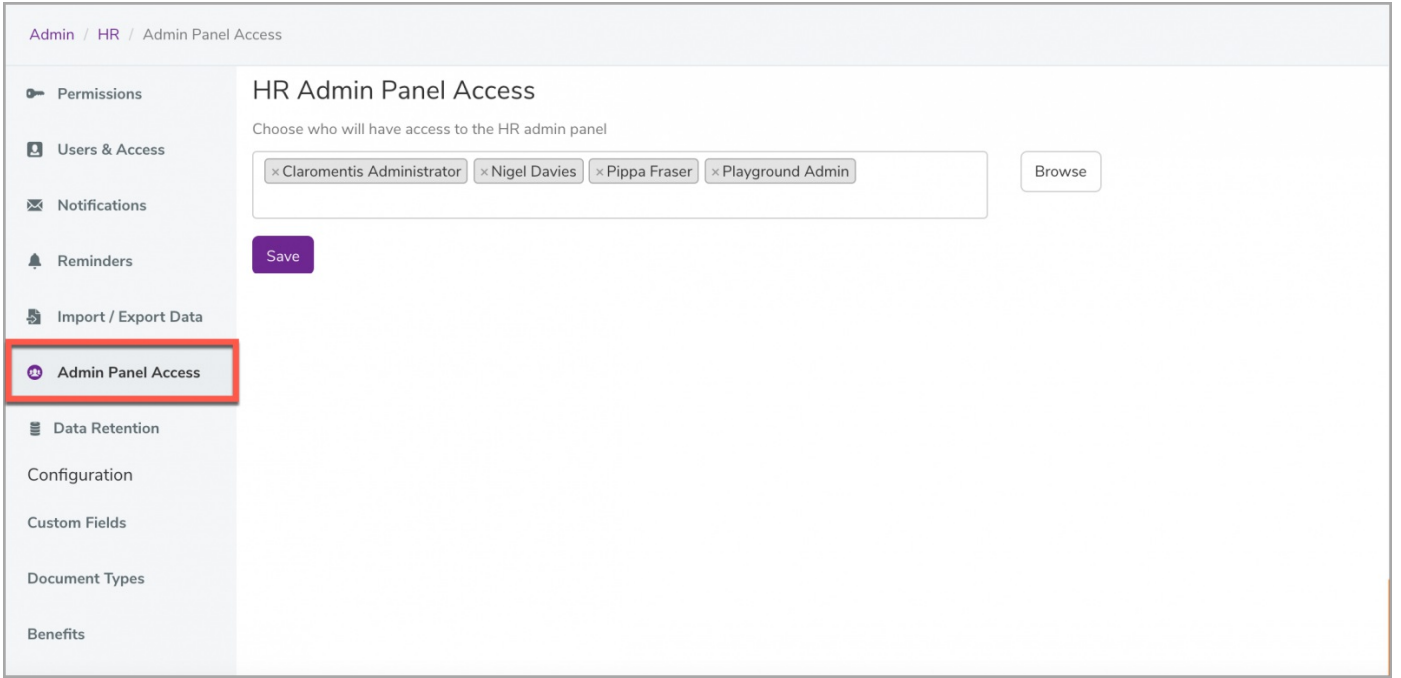 Admin / HR / Admin Panel Access
Permissions
Users & Access
Notifications
Reminders
Import / Export Data
Admin Panel Access
Data Retention
Configuration
Custom Fields
Document Types
Benefits
HR Admin Panel Access
Choose who will have access to the HR admin panel
× Claromentis Administrator × Nigel Davies × Pippa Fraser × Playground Admin
Browse
Save